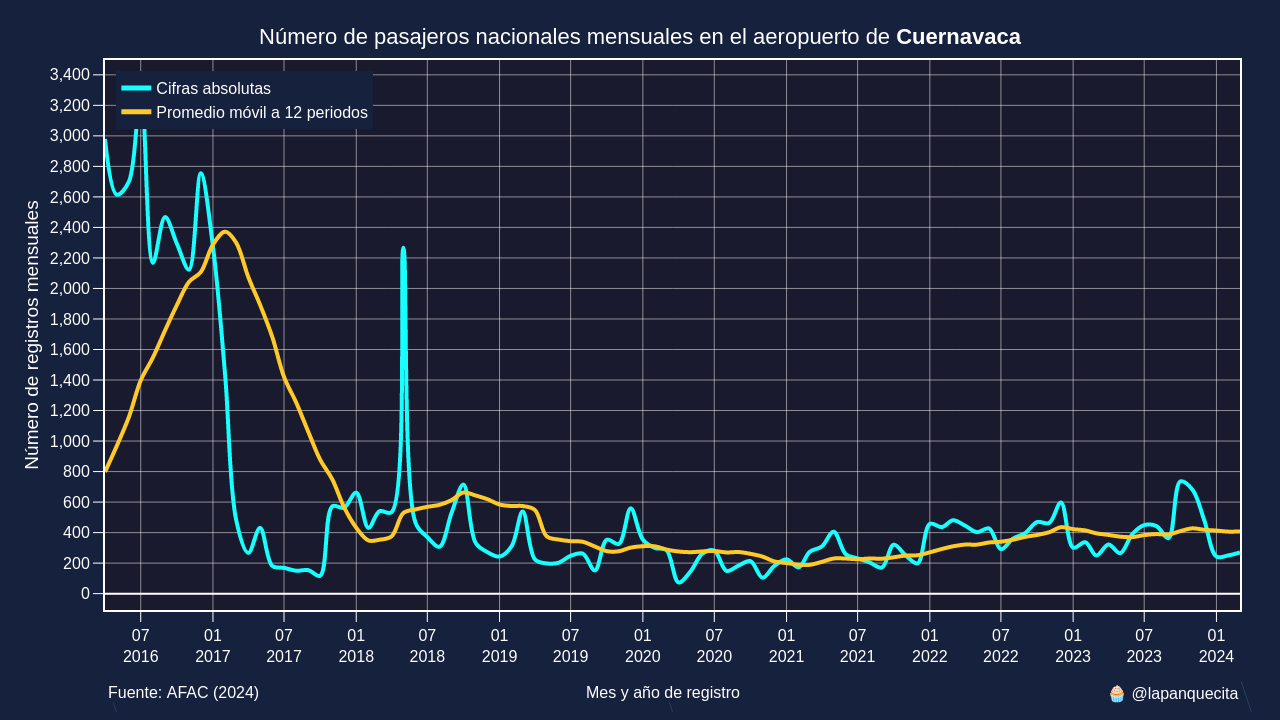 Número de pasajeros nacionales mensuales en el aeropuerto de Cuernavaca
Cifras absolutas
Promedio móvil a 12 periodos
Número de registros mensuales
3,400
3,200
3,000
2,800
2,600
2,400
2,200
2,000
1,800
1,600
1,400
1,200
1,000
800
600
400
200
0
07 01 07 01 07 01 07 01 07 01 07 01 07 01 07 01
2016 2017 2017 2018 2018 2019 2019 2020 2020 2021 2021 2022 2022 2023 2023 2024
Fuente: AFAC (2024) Mes y año de registro 🧁 @lapanquecita